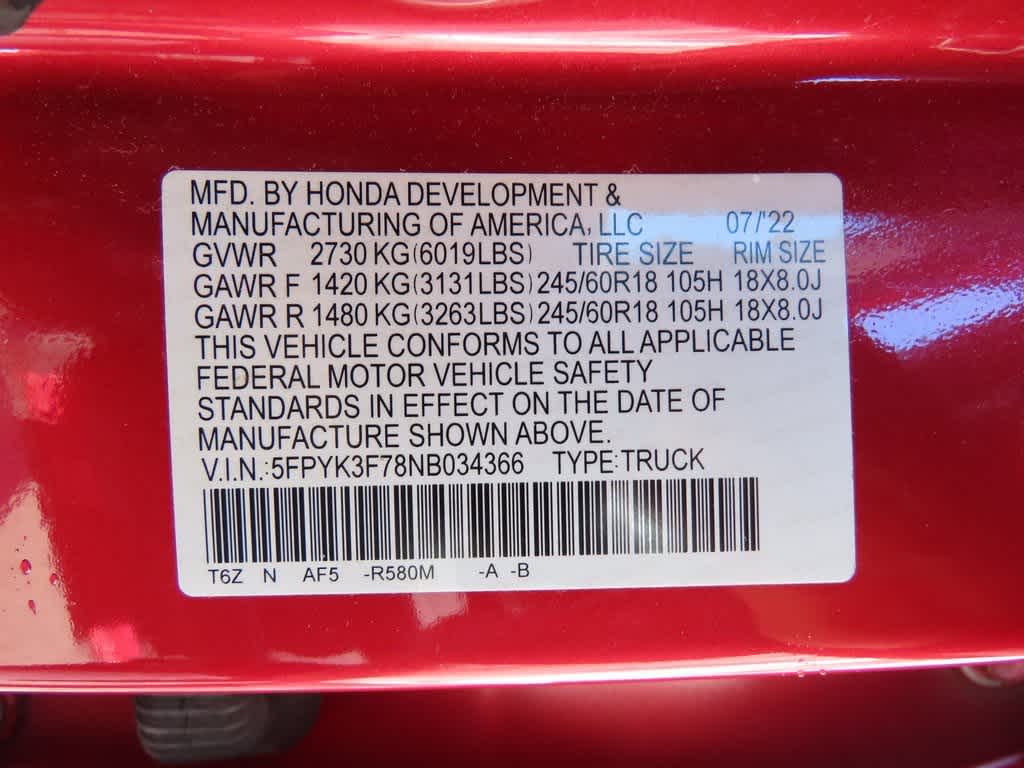 MFD. BY HONDA DEVELOPMENT &
MANUFACTURING OF AMERICA, LLC 07/'22
GVWR 2730 KG(6019LBS) TIRE SIZE RIM SIZE
GAWR F 1420 KG(3131LBS) 245/60R18 105H 18X8.0J
GAWR R 1480 KG(3263LBS) 245/60R18 105H 18X8.0J
THIS VEHICLE CONFORMS TO ALL APPLICABLE
FEDERAL MOTOR VEHICLE SAFETY
STANDARDS IN EFFECT ON THE DATE OF
MANUFACTURE SHOWN ABOVE.
V.I.N.:5FPYK3F78NB034366 TYPE:TRUCK
T6Z N AF5 -R580M -A -B